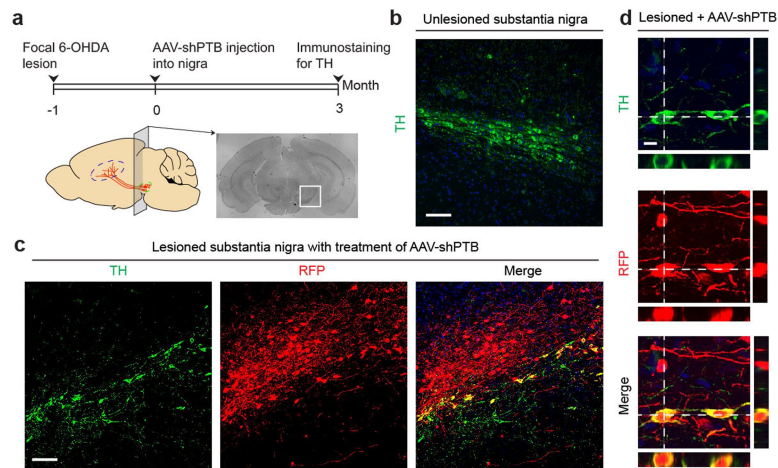 a
Focal 6-OHDA
lesion
AAV-shPTB injection
into nigra
Immunostaining
for TH
Month
-1
0
3
b
Unlesioned substantia nigra
TH
c
Lesioned substantia nigra with treatment of AAV-shPTB
TH
RFP
Merge
d
Lesioned + AAV-shPTB
TH
RFP
Merge